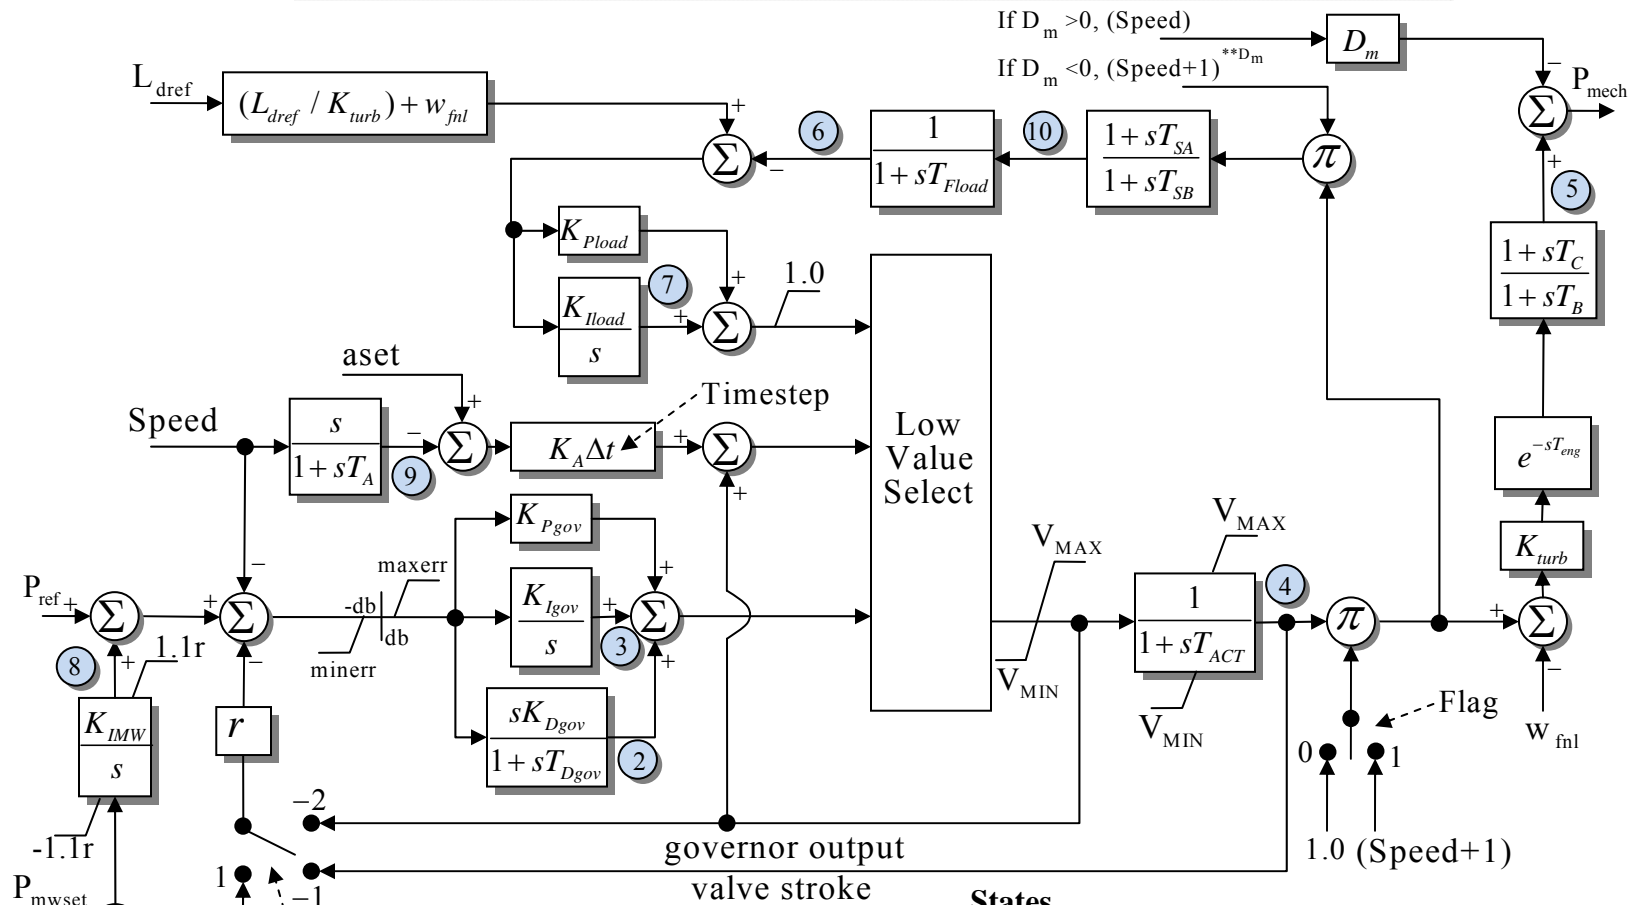 If D_m >0, (Speed)
D_m
If D_m <0, (Speed+1)^**D_m
P_mech
L_dref
(L_dref / K_turb) + w_fnl
+
−
Σ
6
1
1 + sT_Fload
10
1 + sT_SA
1 + sT_SB
π
Σ
−
+
5
K_Pload
7
+
1.0
K_Iload
s
+
Σ
1 + sT_C
1 + sT_B
aset
Timestep
Speed
s
1 + sT_A
−
+
Σ
9
K_A Δt
+
Σ
+
Low
Value
Select
e^−sT_eng
K_Pgov
V_MAX
V_MAX
K_turb
P_ref
+
Σ
+
−
Σ
−
-db
db
maxerr
minerr
K_Igov
s
+
+
Σ
+
3
V_MIN
1
1 + sT_ACT
4
V_MIN
π
+
Σ
−
w_fnl
8
+
1.1r
K_IMW
s
-1.1r
r
sK_Dgov
1 + sT_Dgov
2
Flag
0
1
1.0
(Speed+1)
−2
governor output
1
−1
valve stroke
P_mwset
States